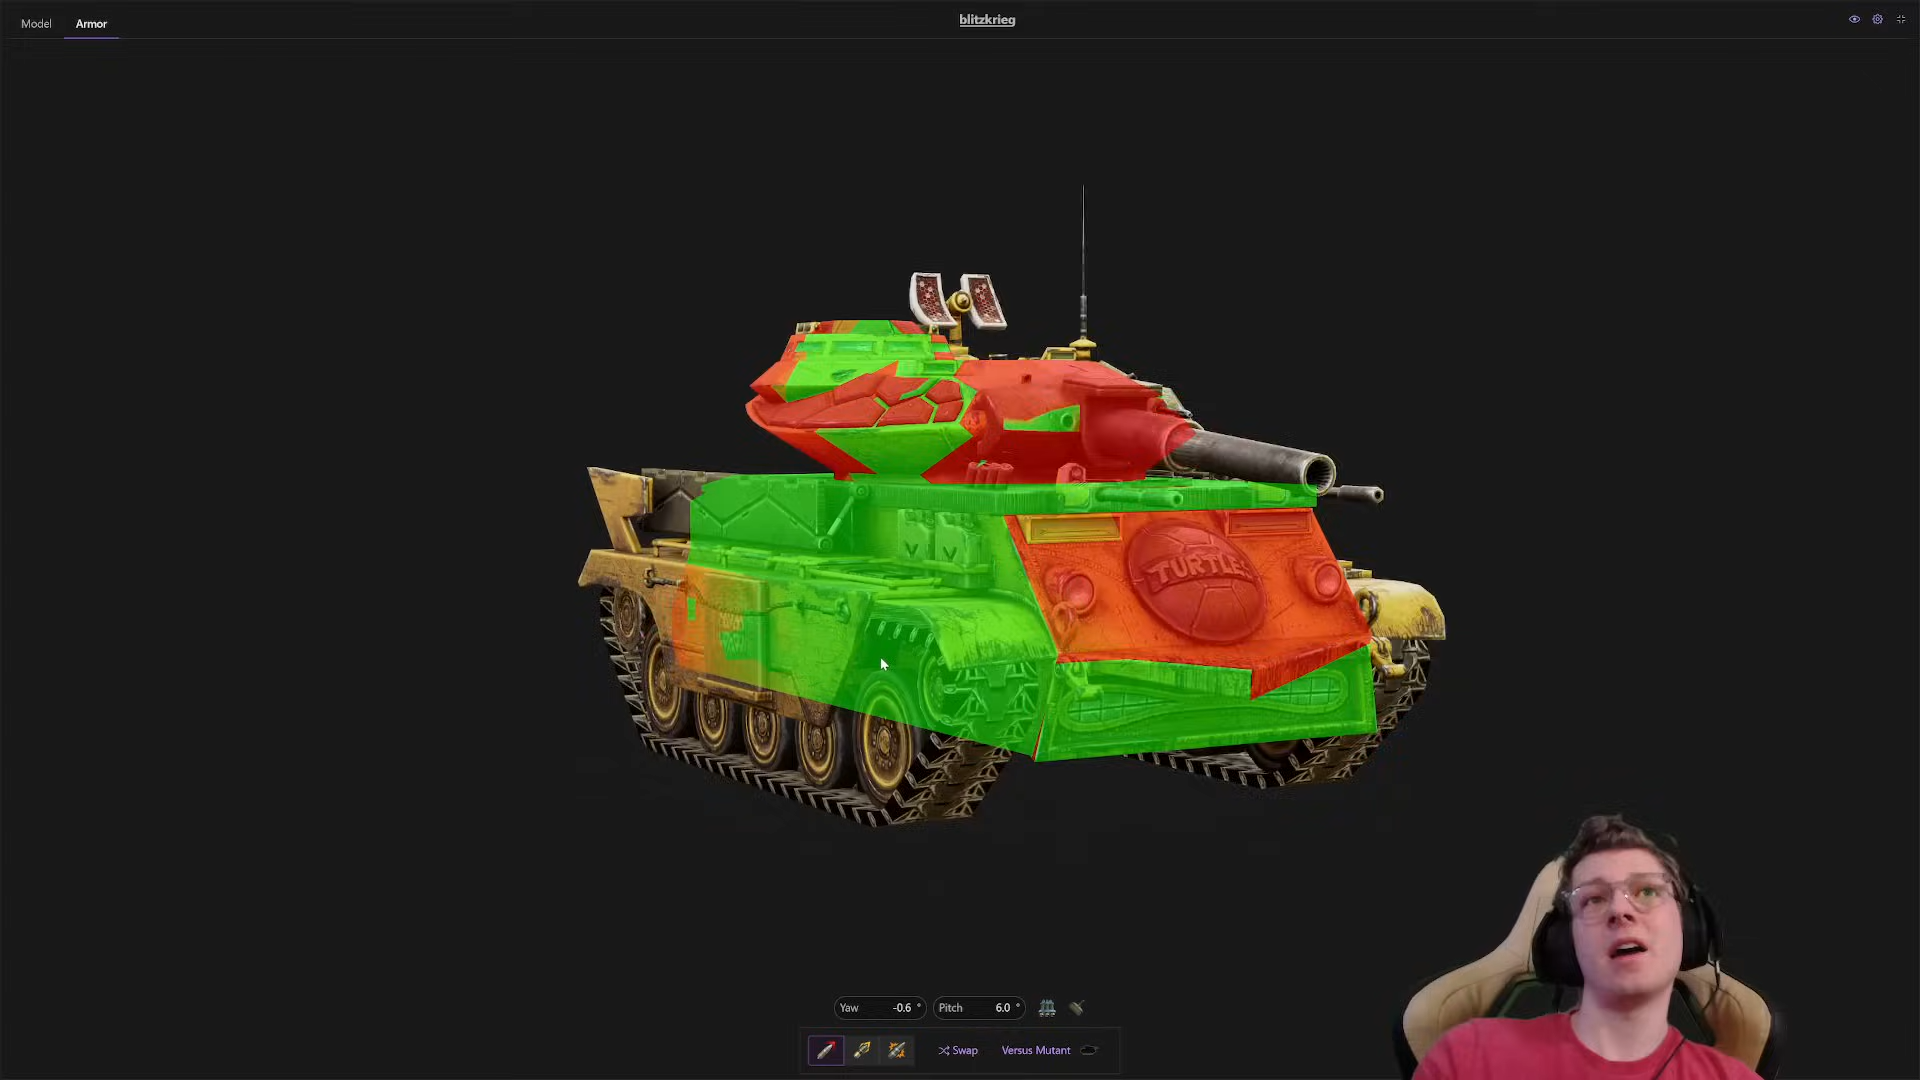 Model
Armor
blitzkrieg
TURTLES
Yaw -0.6 °
Pitch 6.0 °
Swap
Versus Mutant